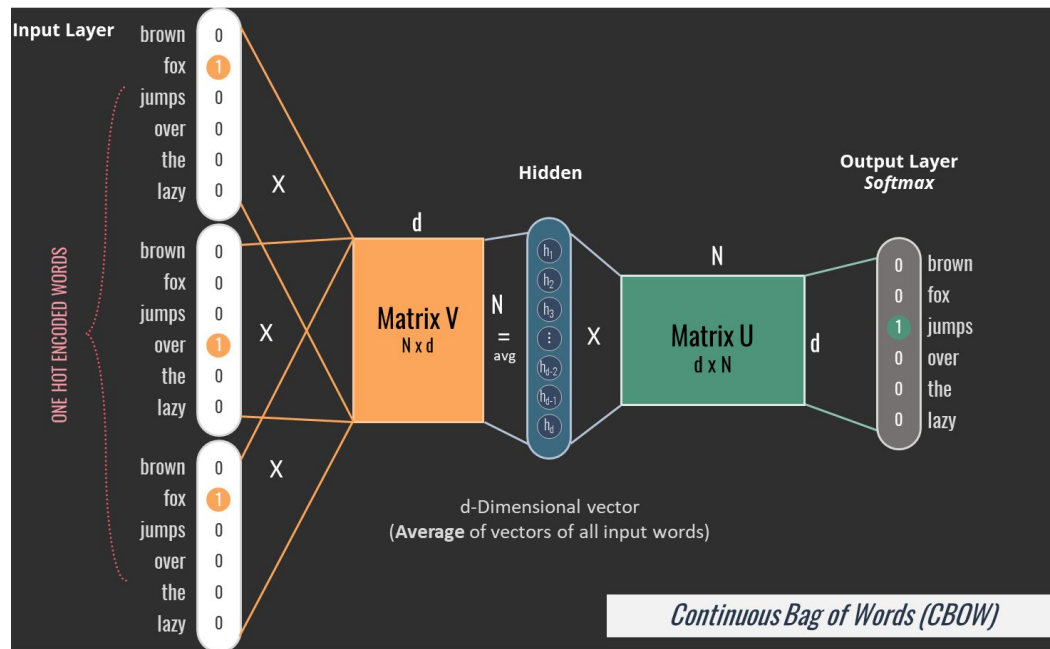 Input Layer
brown 0
fox 1
jumps 0
over 0
the 0
lazy 0
X
brown 0
fox 0
jumps 0
over 1
the 0
lazy 0
X
brown 0
fox 1
jumps 0
over 0
the 0
lazy 0
X
ONE HOT ENCODED WORDS
d
Matrix V
N x d
N
=
avg
Hidden
h1
h2
h3
⋮
hd-2
hd-1
hd
d-Dimensional vector
(Average of vectors of all input words)
X
N
Matrix U
d x N
d
Output Layer
Softmax
0 brown
0 fox
1 jumps
0 over
0 the
0 lazy
Continuous Bag of Words (CBOW)